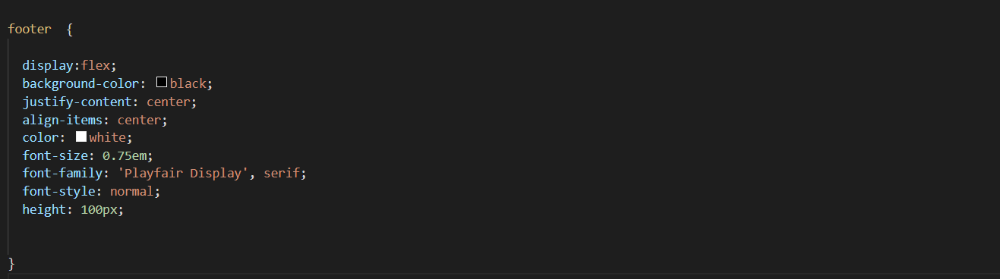 footer  {
display:flex;
background-color: black;
justify-content: center;
align-items: center;
color: white;
font-size: 0.75em;
font-family: 'Playfair Display', serif;
font-style: normal;
height: 100px;
}